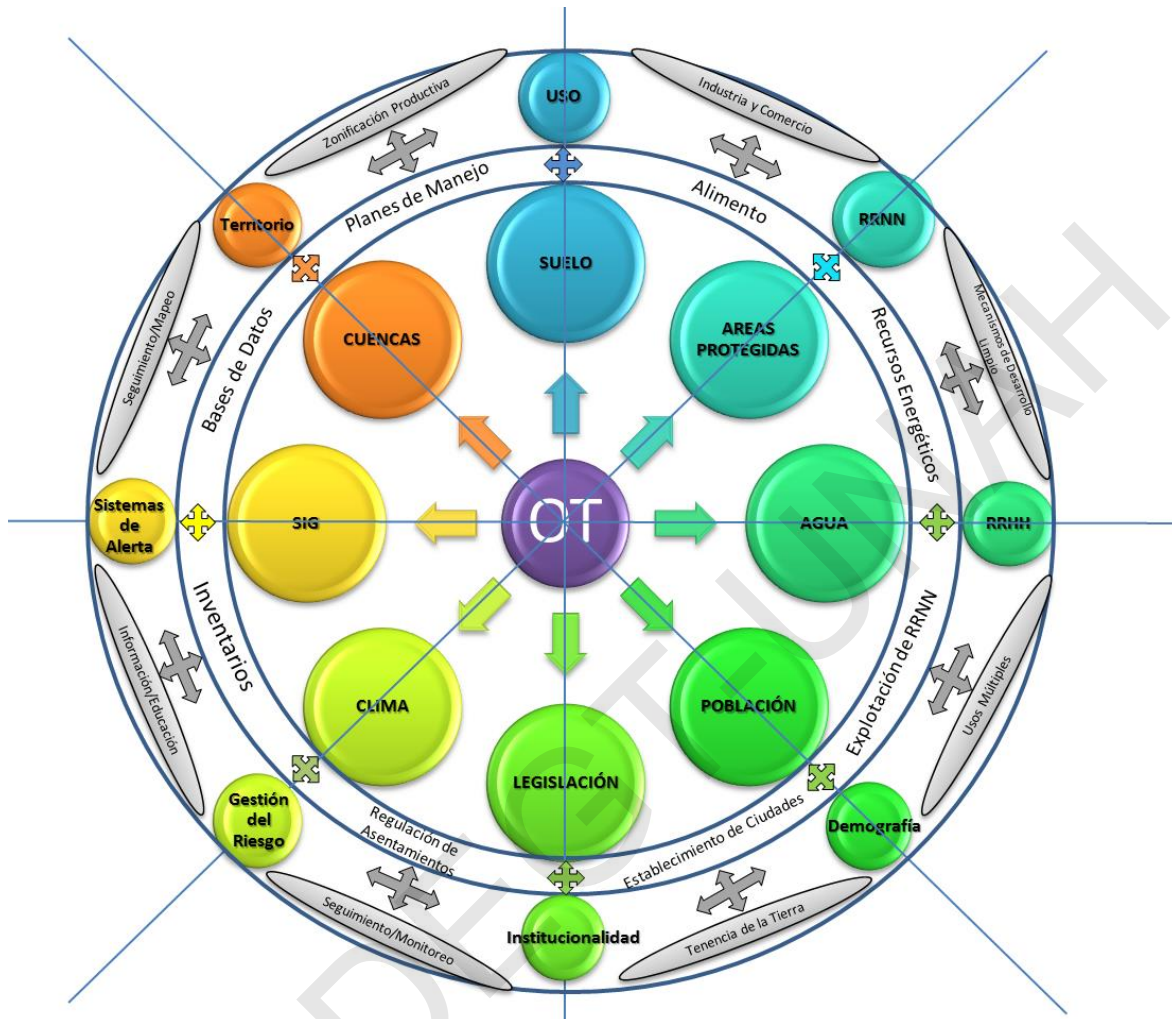 USO
Zonificación Productiva
Industria y Comercio
Planes de Manejo
Alimento
Territorio
RRNN
SUELO
CUENCAS
AREAS
PROTEGIDAS
Seguimiento/Mapeo
Bases de Datos
Recursos Energéticos
Mecanismos de Desarrollo
Limpio
Sistemas
de
Alerta
SIG
OT
AGUA
RRHH
Inventarios
Información/Educación
CLIMA
POBLACIÓN
Explotación de RRNN
Usos Múltiples
LEGISLACIÓN
Gestión
del
Riesgo
Regulación de
Asentamientos
Establecimiento de Ciudades
Demografía
Seguimiento/Monitoreo
Institucionalidad
Tenencia de la Tierra
DEGT-UNAH